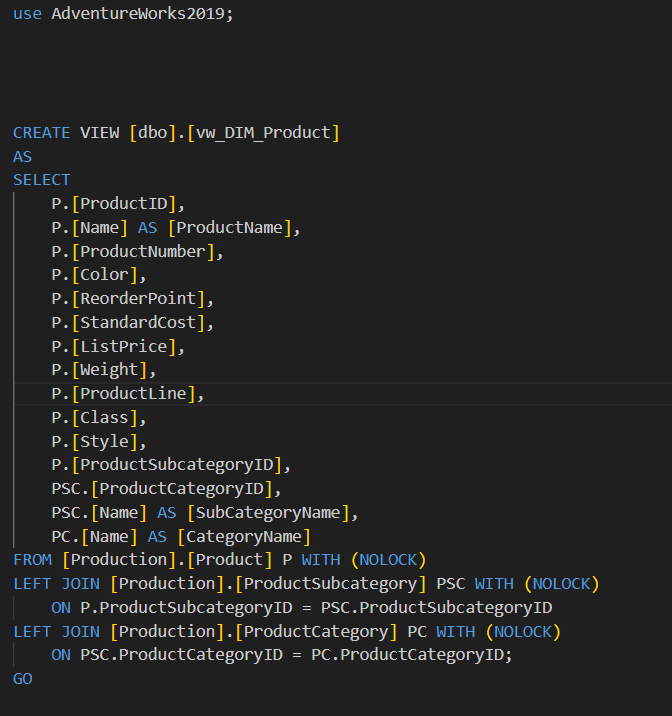 use AdventureWorks2019;
CREATE VIEW [dbo].[vw_DIM_Product]
AS
SELECT
P.[ProductID],
P.[Name] AS [ProductName],
P.[ProductNumber],
P.[Color],
P.[ReorderPoint],
P.[StandardCost],
P.[ListPrice],
P.[Weight],
P.[ProductLine],
P.[Class],
P.[Style],
P.[ProductSubcategoryID],
PSC.[ProductCategoryID],
PSC.[Name] AS [SubCategoryName],
PC.[Name] AS [CategoryName]
FROM [Production].[Product] P WITH (NOLOCK)
LEFT JOIN [Production].[ProductSubcategory] PSC WITH (NOLOCK)
ON P.ProductSubcategoryID = PSC.ProductSubcategoryID
LEFT JOIN [Production].[ProductCategory] PC WITH (NOLOCK)
ON PSC.ProductCategoryID = PC.ProductCategoryID;
GO